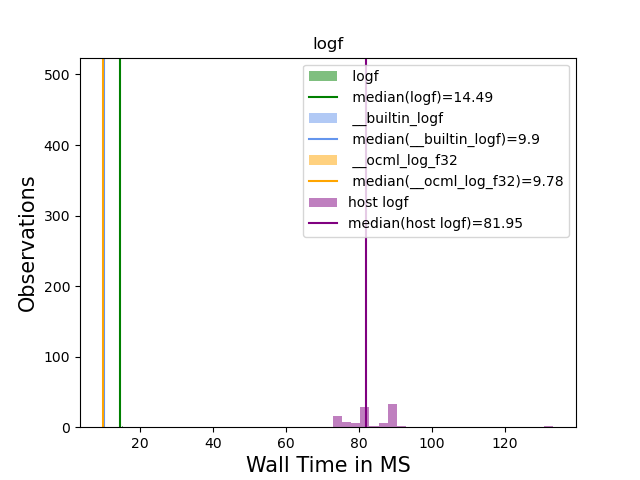 logf
500
400
300
200
100
0
Observations
logf
median(logf)=14.49
__builtin_logf
median(__builtin_logf)=9.9
__ocml_log_f32
median(__ocml_log_f32)=9.78
host logf
median(host logf)=81.95
20 40 60 80 100 120
Wall Time in MS